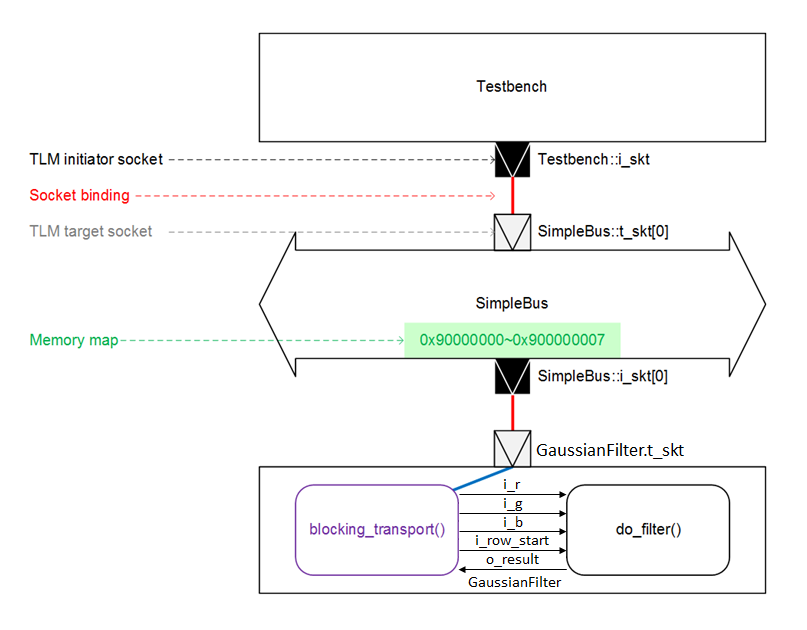 Testbench
TLM initiator socket
Testbench::i_skt
Socket binding
TLM target socket
SimpleBus::t_skt[0]
SimpleBus
Memory map
0x90000000~0x900000007
SimpleBus::i_skt[0]
GaussianFilter.t_skt
i_r
i_g
blocking_transport()
i_b
do_filter()
i_row_start
o_result
GaussianFilter